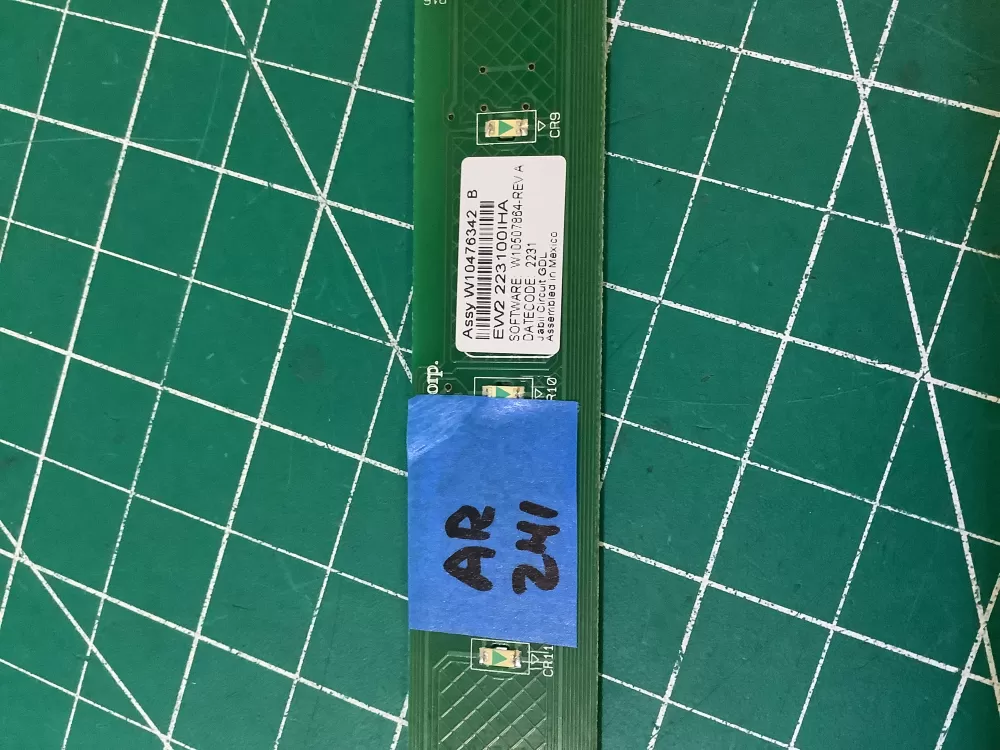 CR9
Assy W10476342 B
EW2 223100IHA
SOFTWARE W10507864-REV A
DATECODE 2231
Jabil Circuit GDL
Assembled in Mexico
orp.
R10
AR
241
CR11